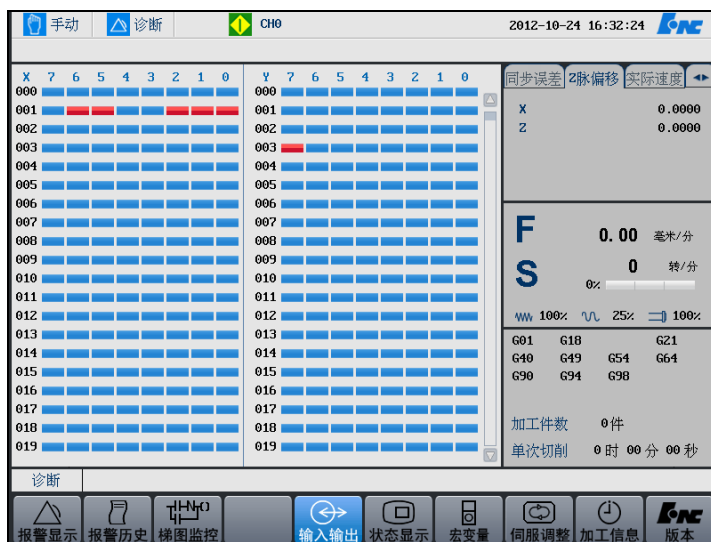 手动 诊断 CH0 2012-10-24 16:32:24 HNC
X 7 6 5 4 3 2 1 0 Y 7 6 5 4 3 2 1 0 同步误差 Z脉偏移 实际速度
000 000
001 001 X 0.0000
002 002 Z 0.0000
003 003
004 004
005 005
006 006
007 007
008 008 F 0.00 毫米/分
009 009
010 010 S 0 转/分
011 011 0%
012 012 100% 25% 100%
013 013 G01 G18 G21
014 014 G40 G49 G54 G64
015 015 G90 G94 G98
016 016
017 017
018 018 加工件数 0件
019 019 单次切削 0时 00分 00秒
诊断
报警显示 报警历史 梯图监控 输入输出 状态显示 宏变量 伺服调整 加工信息 HNC 版本